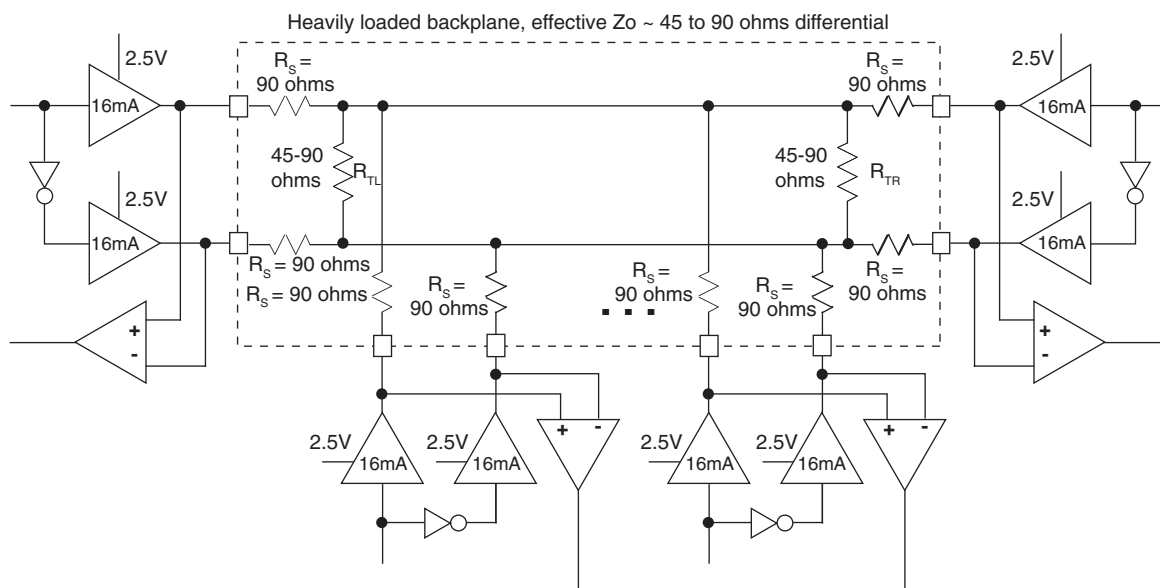 Heavily loaded backplane, effective Zo ~ 45 to 90 ohms differential
2.5V
16mA
RS =
90 ohms
RS =
90 ohms
2.5V
16mA
45-90
ohms
RTL
45-90
ohms
RTR
2.5V
16mA
2.5V
16mA
RS = 90 ohms
RS = 90 ohms
RS =
90 ohms
RS =
90 ohms
RS =
90 ohms
RS =
90 ohms
. . .
+
-
+
-
+
-
+
-
2.5V
16mA
2.5V
16mA
2.5V
16mA
2.5V
16mA